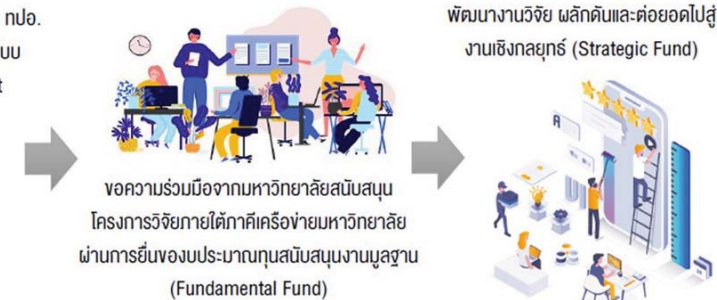 ทปอ.
บบ
t
ขอความร่วมมือจากมหาวิทยาลัยสนับสนุน
โครงการวิจัยภายใต้ภาคีเครือข่ายมหาวิทยาลัย
ผ่านการยื่นของบประมาณทุนสนับสนุนงานมูลฐาน
(Fundamental Fund)
พัฒนางานวิจัย ผลักดันและต่อยอดไปสู่
งานเชิงกลยุทธ์ (Strategic Fund)
A
U